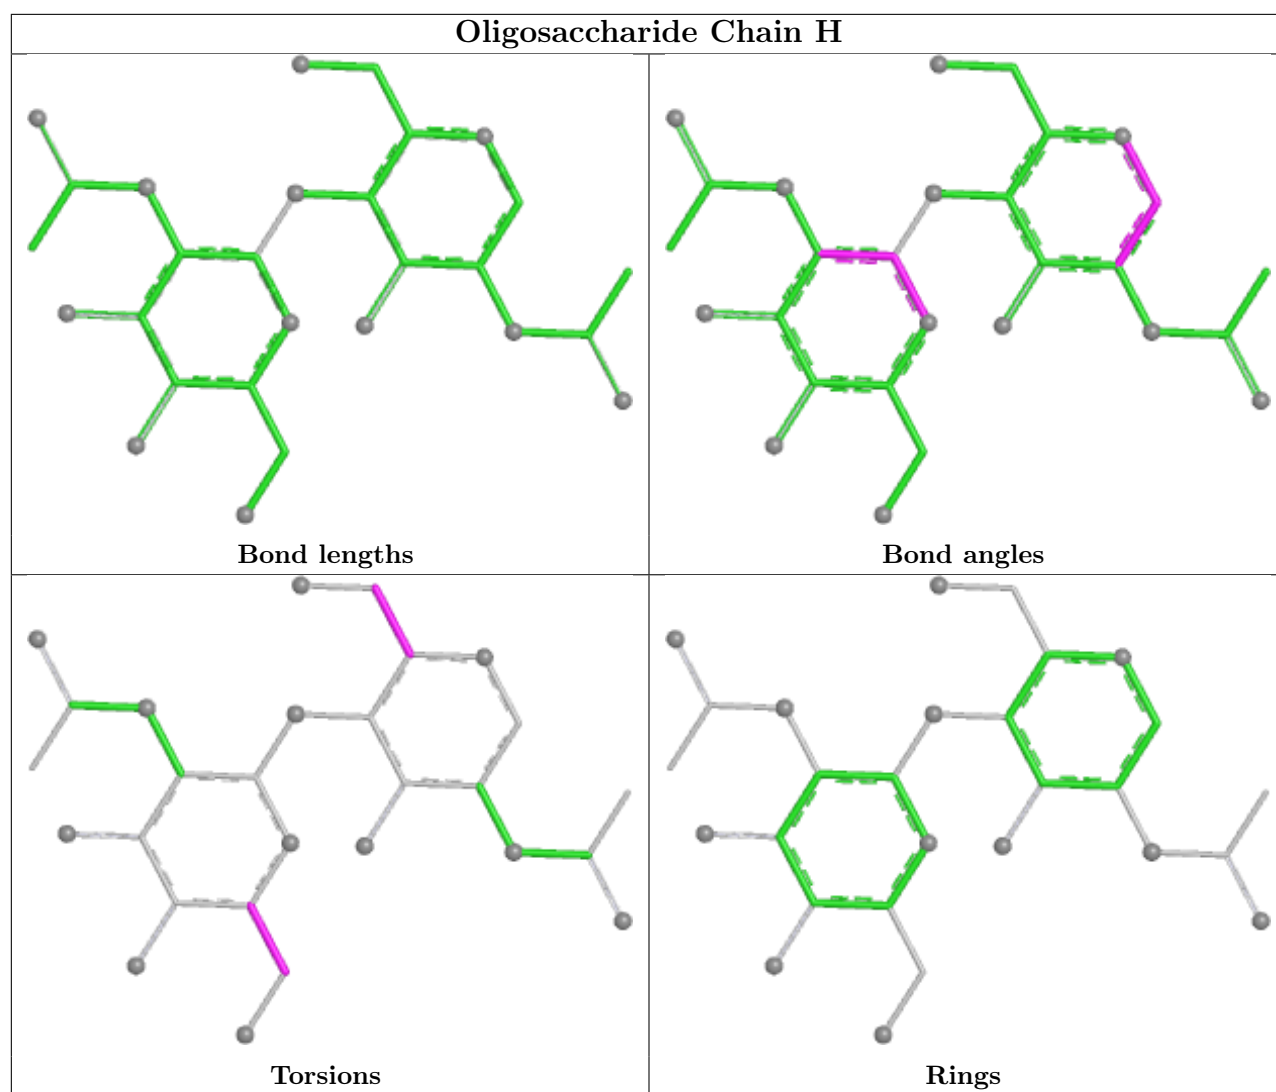 Oligosaccharide Chain H
Bond lengths
Bond angles
Torsions
Rings